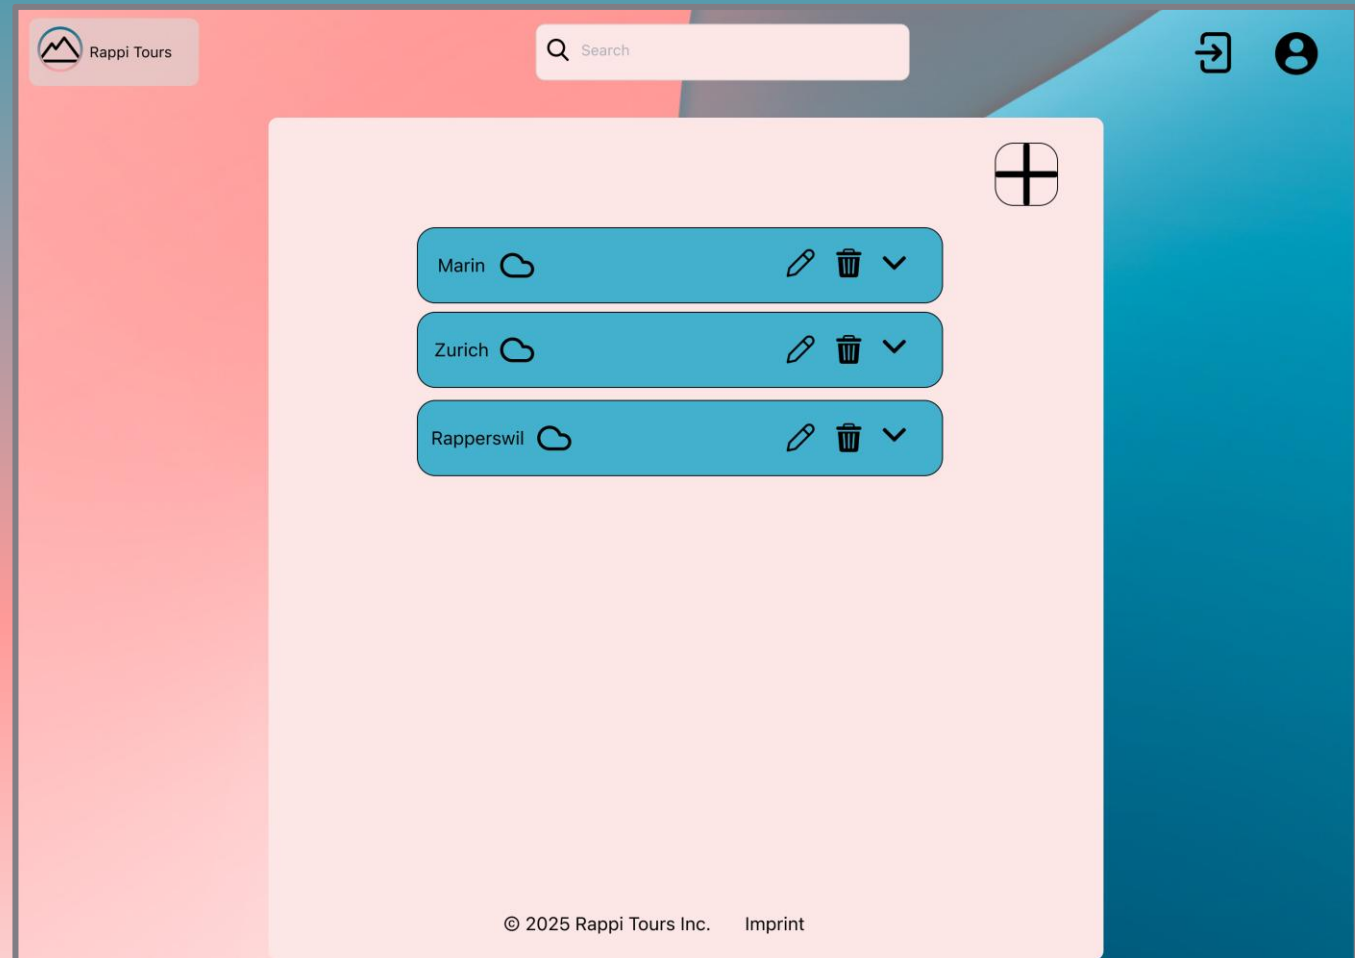 Rappi Tours
Search
Marin
Zurich
Rapperswil
© 2025 Rappi Tours Inc. Imprint